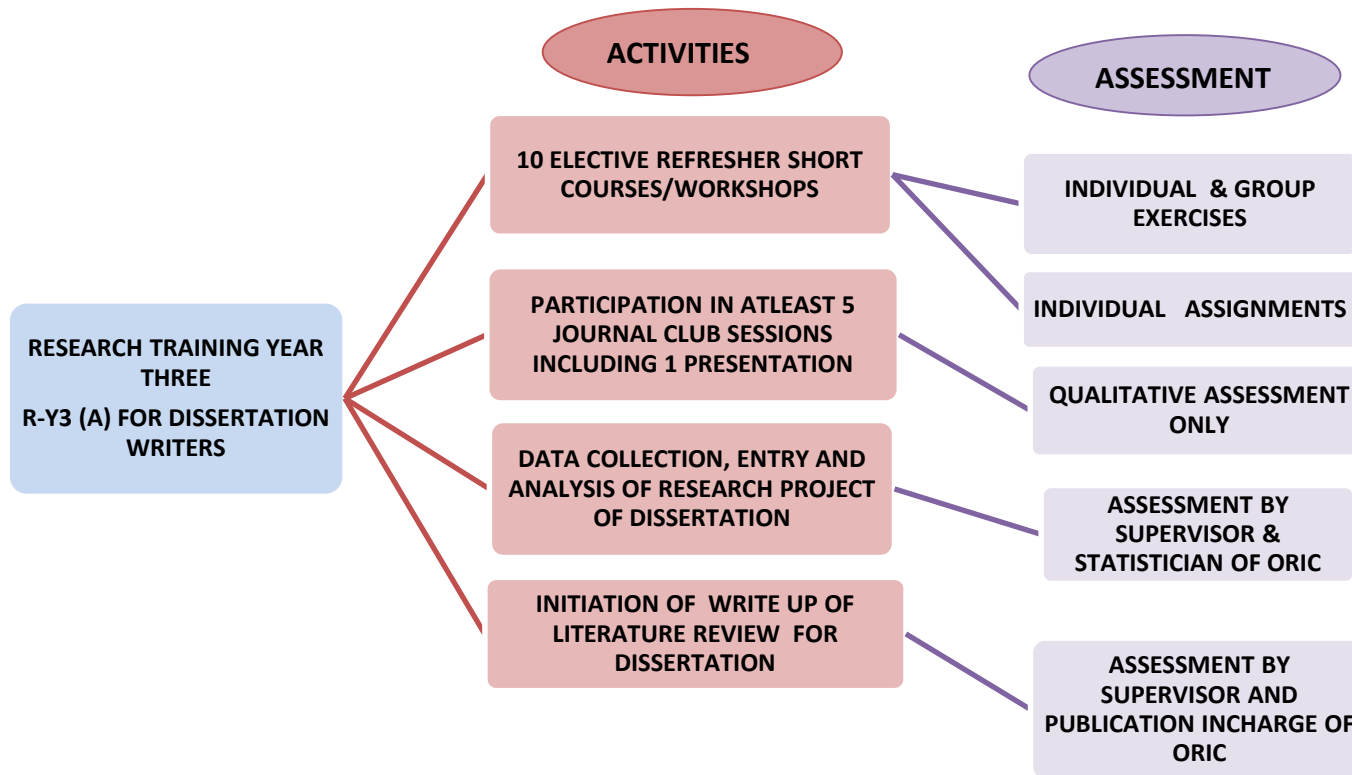 ACTIVITIES
ASSESSMENT
RESEARCH TRAINING YEAR
THREE
R-Y3 (A) FOR DISSERTATION
WRITERS
10 ELECTIVE REFRESHER SHORT
COURSES/WORKSHOPS
PARTICIPATION IN ATLEAST 5
JOURNAL CLUB SESSIONS
INCLUDING 1 PRESENTATION
DATA COLLECTION, ENTRY AND
ANALYSIS OF RESEARCH PROJECT
OF DISSERTATION
INITIATION OF WRITE UP OF
LITERATURE REVIEW FOR
DISSERTATION
INDIVIDUAL & GROUP
EXERCISES
INDIVIDUAL ASSIGNMENTS
QUALITATIVE ASSESSMENT
ONLY
ASSESSMENT BY
SUPERVISOR &
STATISTICIAN OF ORIC
ASSESSMENT BY
SUPERVISOR AND
PUBLICATION INCHARGE OF
ORIC